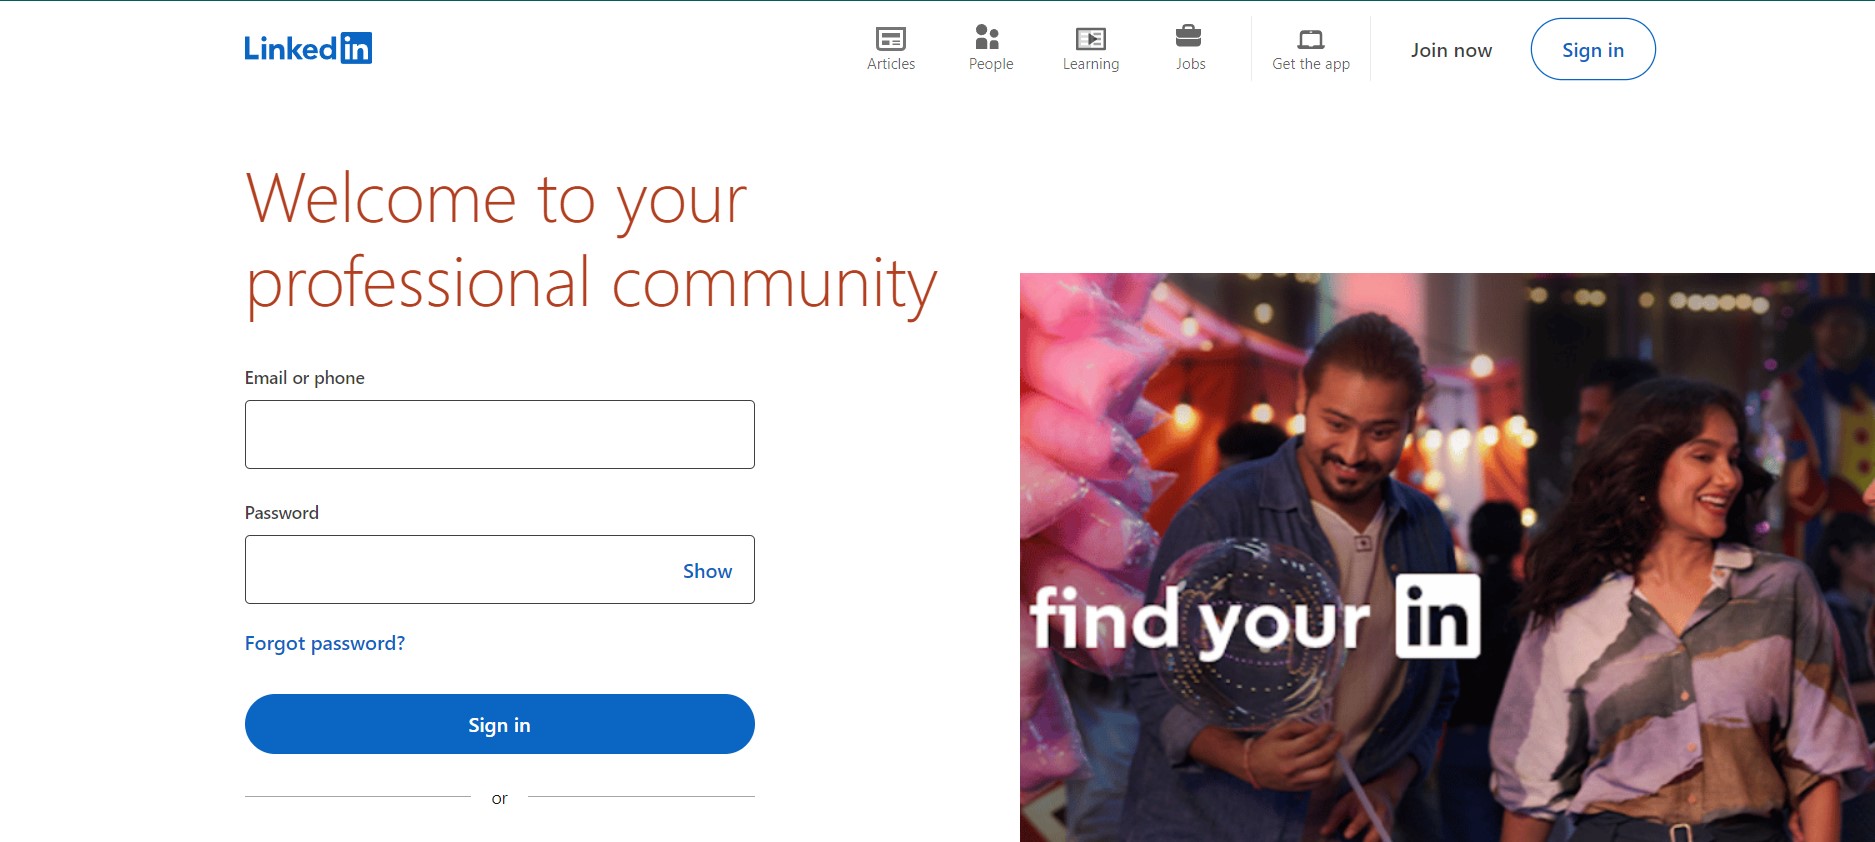 Linkedin
Articles
People
Learning
Jobs
Get the app
Join now
Sign in
Welcome to your
professional community
Email or phone
Password
Show
Forgot password?
Sign in
or
find your in